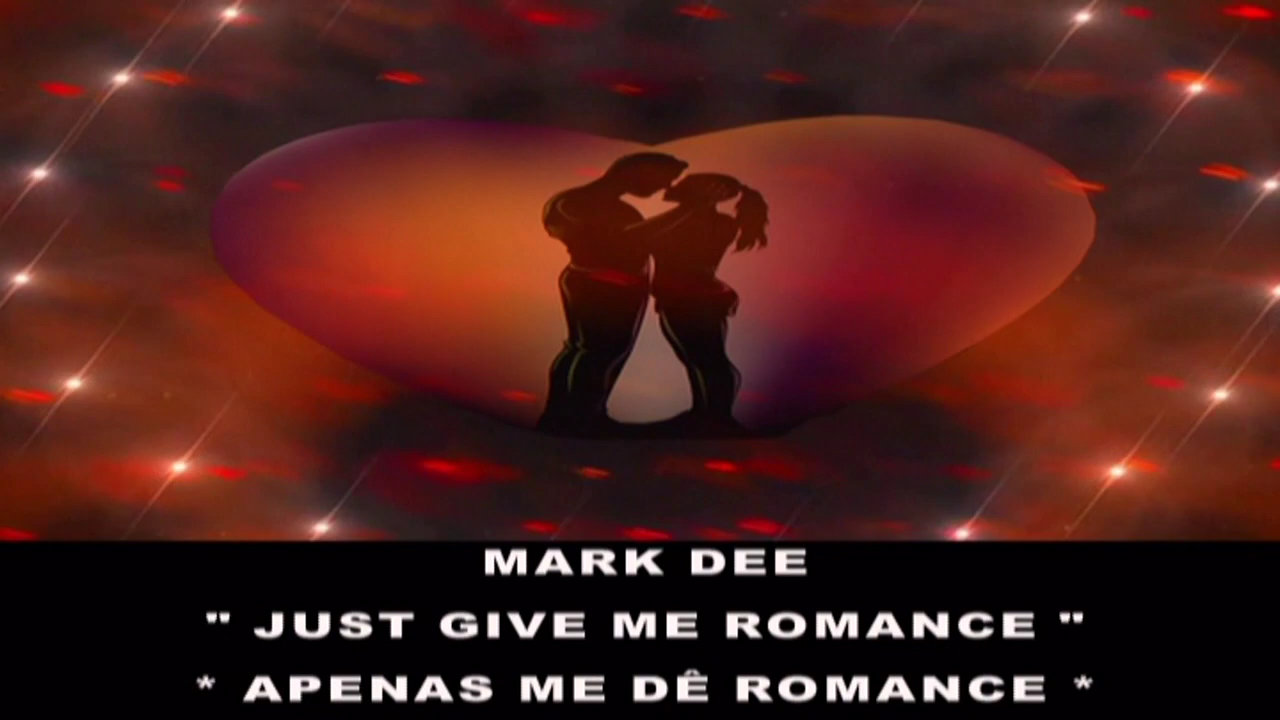 MARK DEE
" JUST GIVE ME ROMANCE "
* APENAS ME DÊ ROMANCE *